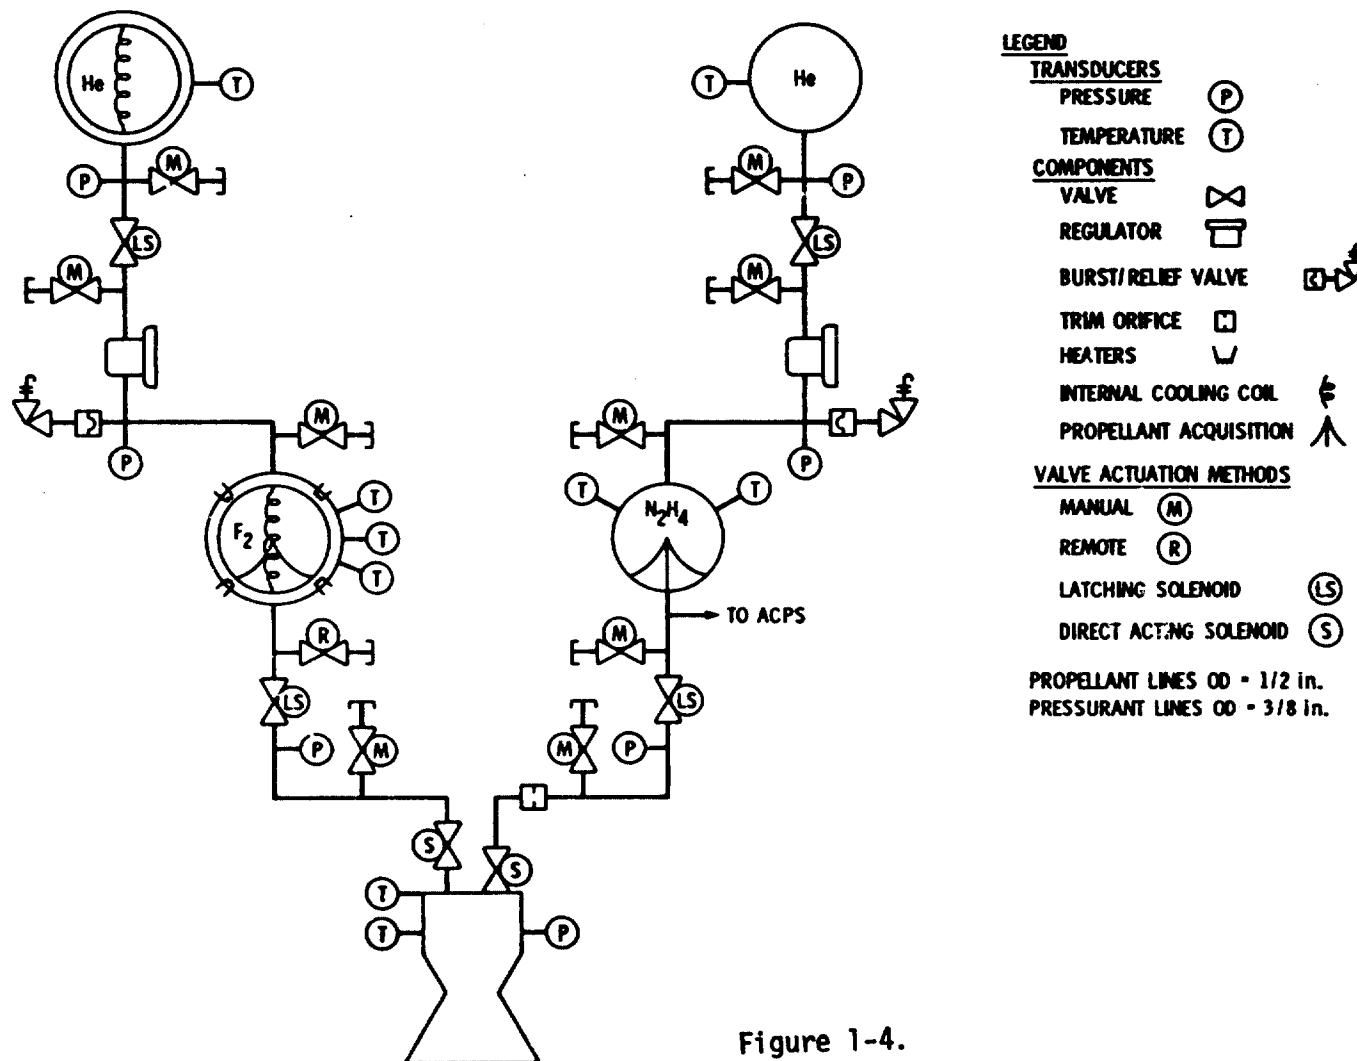 He
T
M
P
LS
M
P
M
F2
T
T
T
R
LS
P
M
S
T
T
P
He
T
M
P
LS
M
M
P
T
T
N2H4
TO ACPS
M
LS
M
P
S
LEGEND
TRANSDUCERS
PRESSURE P
TEMPERATURE T
COMPONENTS
VALVE
REGULATOR
BURST/RELIEF VALVE
TRIM ORIFICE
HEATERS
INTERNAL COOLING COIL
PROPELLANT ACQUISITION
VALVE ACTUATION METHODS
MANUAL M
REMOTE R
LATCHING SOLENOID LS
DIRECT ACTING SOLENOID S
PROPELLANT LINES OD = 1/2 in.
PRESSURANT LINES OD = 3/8 in.
Figure 1-4.